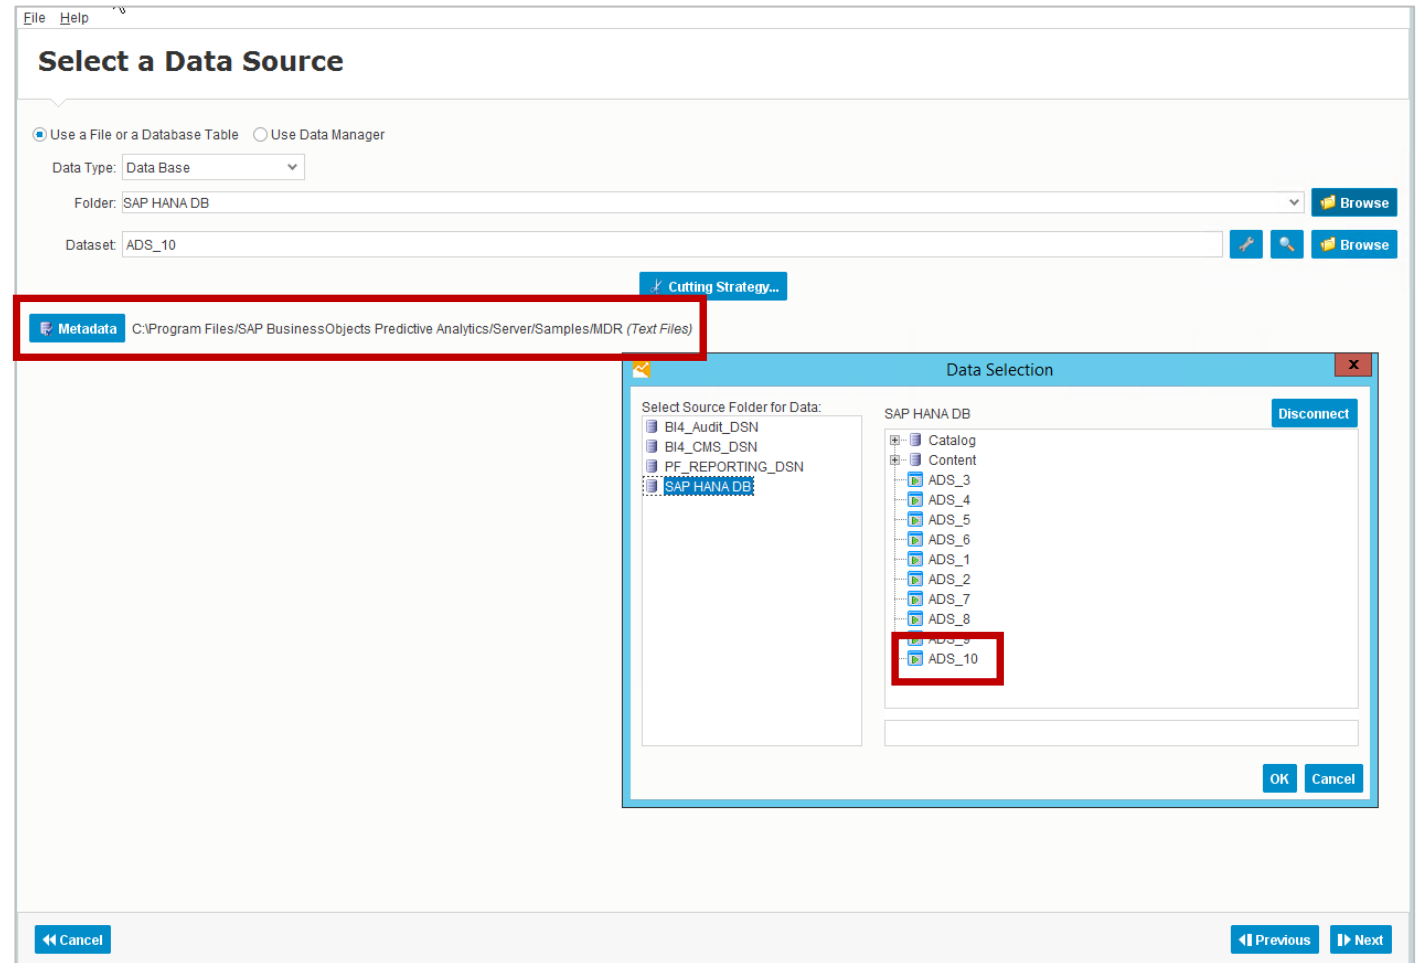 File Help
Select a Data Source
Use a File or a Database Table Use Data Manager
Data Type: Data Base
Folder: SAP HANA DB Browse
Dataset: ADS_10 Browse
Cutting Strategy...
Metadata C:\Program Files/SAP BusinessObjects Predictive Analytics/Server/Samples/MDR (Text Files)
Data Selection
x
Select Source Folder for Data:
BI4_Audit_DSN
BI4_CMS_DSN
PF_REPORTING_DSN
SAP HANA DB
SAP HANA DB Disconnect
Catalog
Content
ADS_3
ADS_4
ADS_5
ADS_6
ADS_1
ADS_2
ADS_7
ADS_8
ADS_9
ADS_10
OK Cancel
Cancel Previous Next